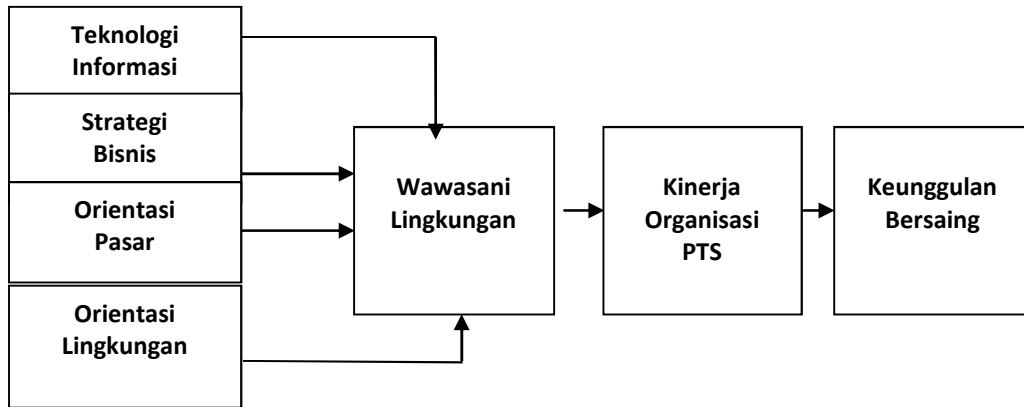 Teknologi
Informasi
Strategi
Bisnis
Orientasi
Pasar
Orientasi
Lingkungan
Wawasani
Lingkungan
Kinerja
Organisasi
PTS
Keunggulan
Bersaing